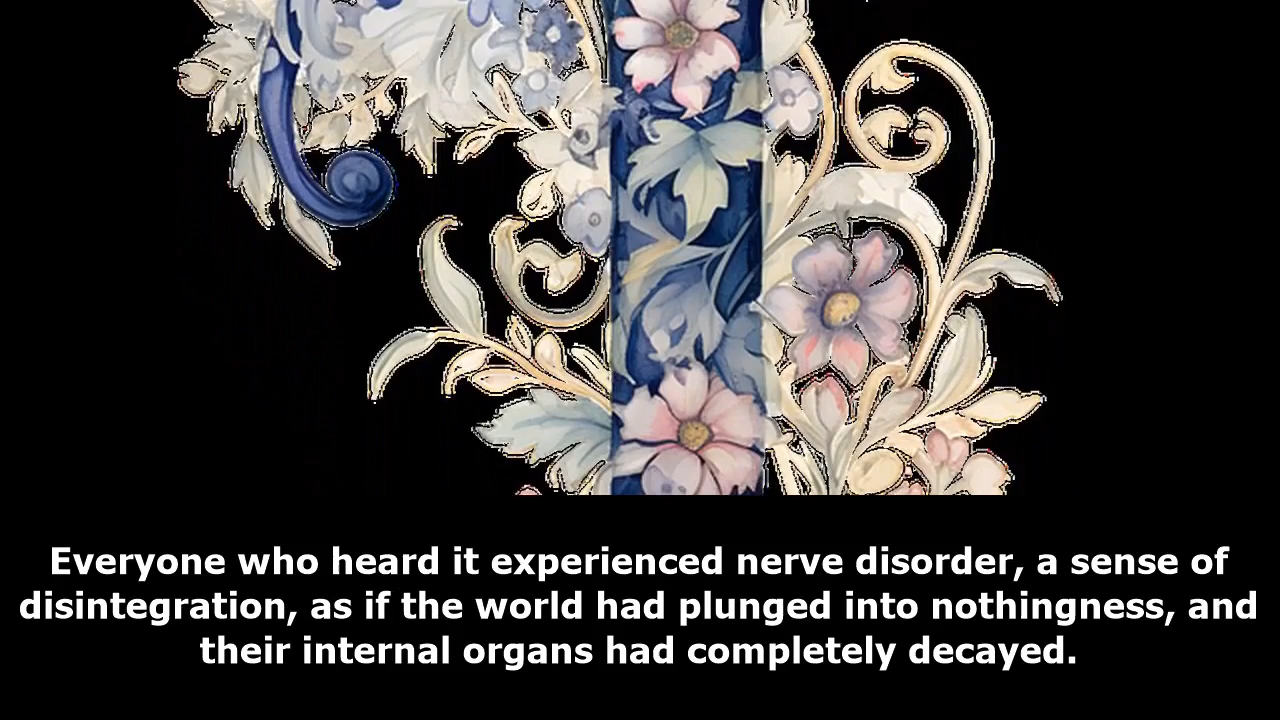 Everyone who heard it experienced nerve disorder, a sense of
disintegration, as if the world had plunged into nothingness, and
their internal organs had completely decayed.